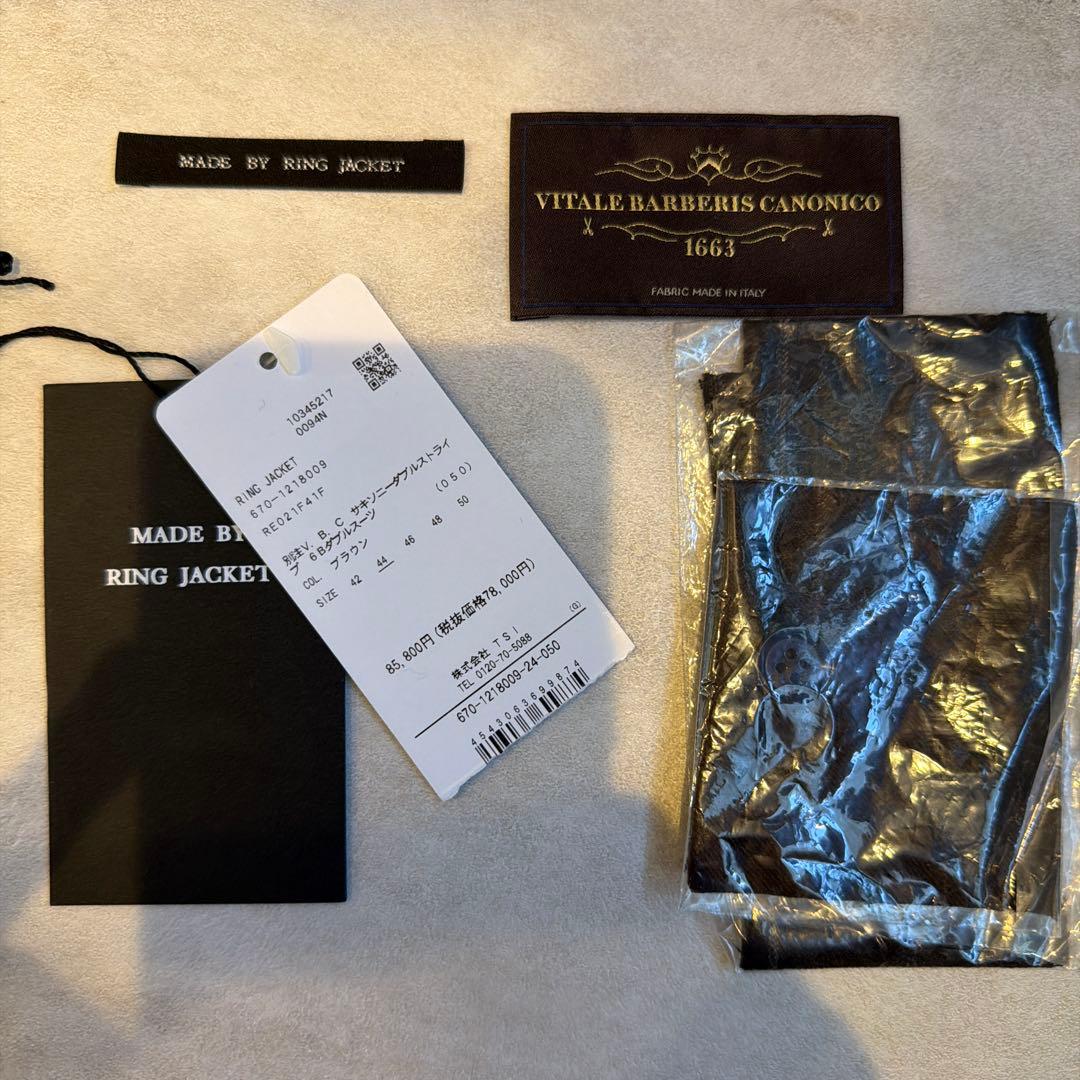 MADE BY RING JACKET
VITALE BARBERIS CANONICO
1663
FABRIC MADE IN ITALY
MADE BY
RING JACKET
10345217
0094N
RING JACKET
670-1218009
RE021F41F
別注V.B.C サキソニーダブルストライ
プ 6Bダブルスーツ (050)
COL. ブラウン
SIZE 42 44 46 48 50
85,800円(税抜価格78,000円)
株式会社 TSI (G)
TEL 0120-70-5088
670-1218009-24-050
4543063699874